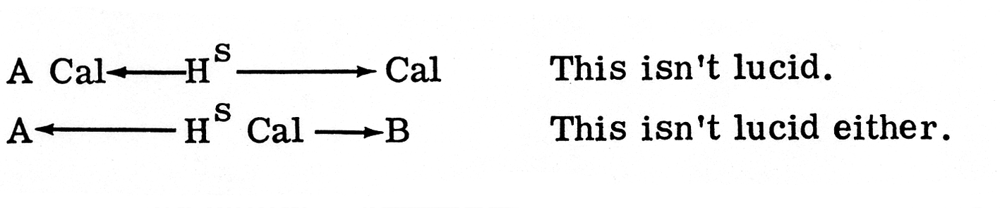 A Cal←H^S→Cal This isn't lucid.
A←H^S Cal→B This isn't lucid either.